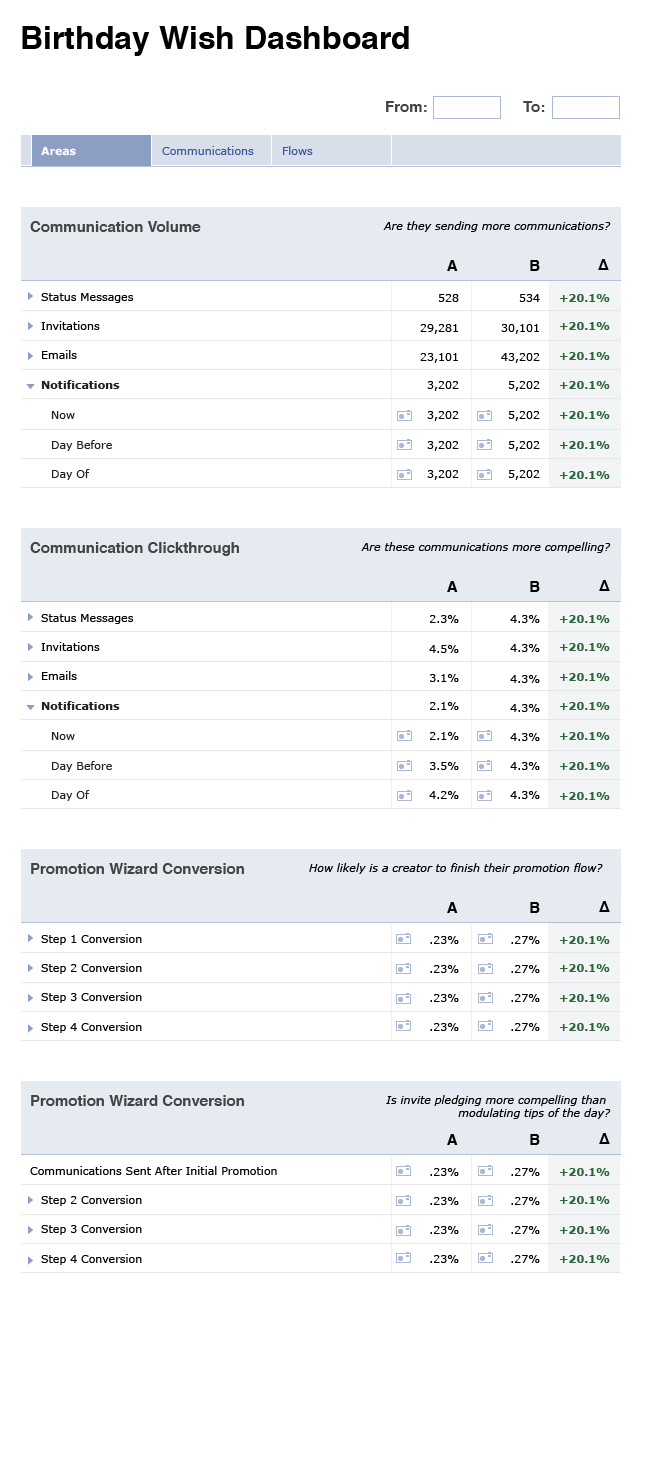 Birthday Wish Dashboard
From: To:
Areas Communications Flows
Communication Volume Are they sending more communications?
A B Δ
Status Messages 528 534 +20.1%
Invitations 29,281 30,101 +20.1%
Emails 23,101 43,202 +20.1%
Notifications 3,202 5,202 +20.1%
Now 3,202 5,202 +20.1%
Day Before 3,202 5,202 +20.1%
Day Of 3,202 5,202 +20.1%
Communication Clickthrough Are these communications more compelling?
A B Δ
Status Messages 2.3% 4.3% +20.1%
Invitations 4.5% 4.3% +20.1%
Emails 3.1% 4.3% +20.1%
Notifications 2.1% 4.3% +20.1%
Now 2.1% 4.3% +20.1%
Day Before 3.5% 4.3% +20.1%
Day Of 4.2% 4.3% +20.1%
Promotion Wizard Conversion How likely is a creator to finish their promotion flow?
A B Δ
Step 1 Conversion .23% .27% +20.1%
Step 2 Conversion .23% .27% +20.1%
Step 3 Conversion .23% .27% +20.1%
Step 4 Conversion .23% .27% +20.1%
Promotion Wizard Conversion Is invite pledging more compelling than
modulating tips of the day?
A B Δ
Communications Sent After Initial Promotion .23% .27% +20.1%
Step 2 Conversion .23% .27% +20.1%
Step 3 Conversion .23% .27% +20.1%
Step 4 Conversion .23% .27% +20.1%